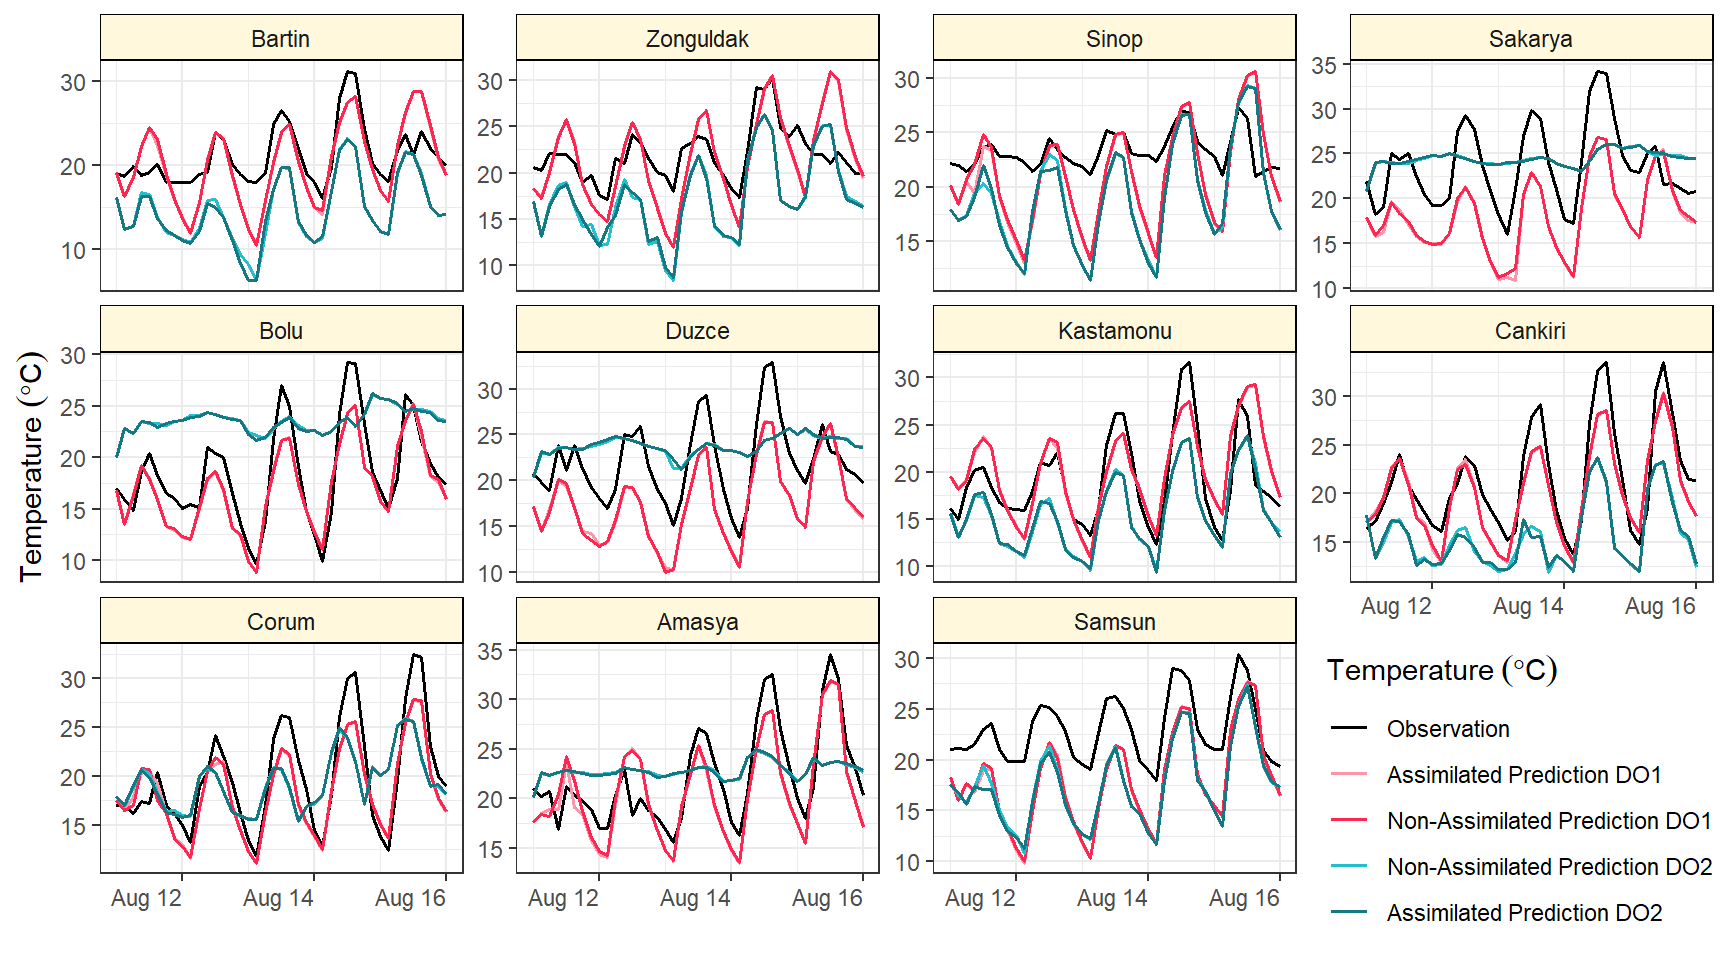 Bartin
Zonguldak
Sinop
Sakarya
30
20
10
30
25
20
15
10
30
25
20
15
35
30
25
20
15
10
Temperature (°C)
Bolu
Duzce
Kastamonu
Cankiri
30
25
20
15
10
30
25
20
15
10
30
25
20
15
10
30
25
20
15
Aug 12 Aug 14 Aug 16
Corum
Amasya
Samsun
30
25
20
15
35
30
25
20
15
30
25
20
15
10
Aug 12 Aug 14 Aug 16
Aug 12 Aug 14 Aug 16
Aug 12 Aug 14 Aug 16
Temperature (°C)
Observation
Assimilated Prediction DO1
Non-Assimilated Prediction DO1
Non-Assimilated Prediction DO2
Assimilated Prediction DO2